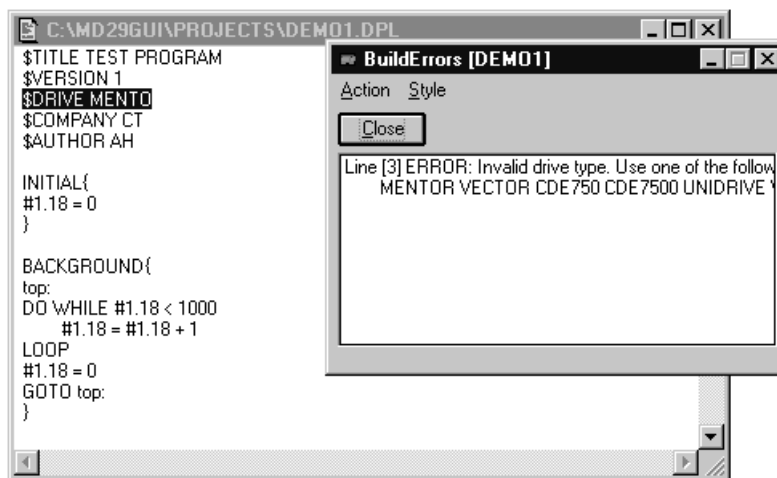 C:\MD29GUI\PROJECTS\DEMO1.DPL
$TITLE TEST PROGRAM
$VERSION 1
$DRIVE MENTO
$COMPANY CT
$AUTHOR AH
INITIAL{
#1.18 = 0
}
BACKGROUND{
top:
DO WHILE #1.18 < 1000
#1.18 = #1.18 + 1
LOOP
#1.18 = 0
GOTO top:
}
BuildErrors [DEMO1]
Action Style
Close
Line [3] ERROR: Invalid drive type. Use one of the follow
MENTOR VECTOR CDE750 CDE7500 UNIDRIVE